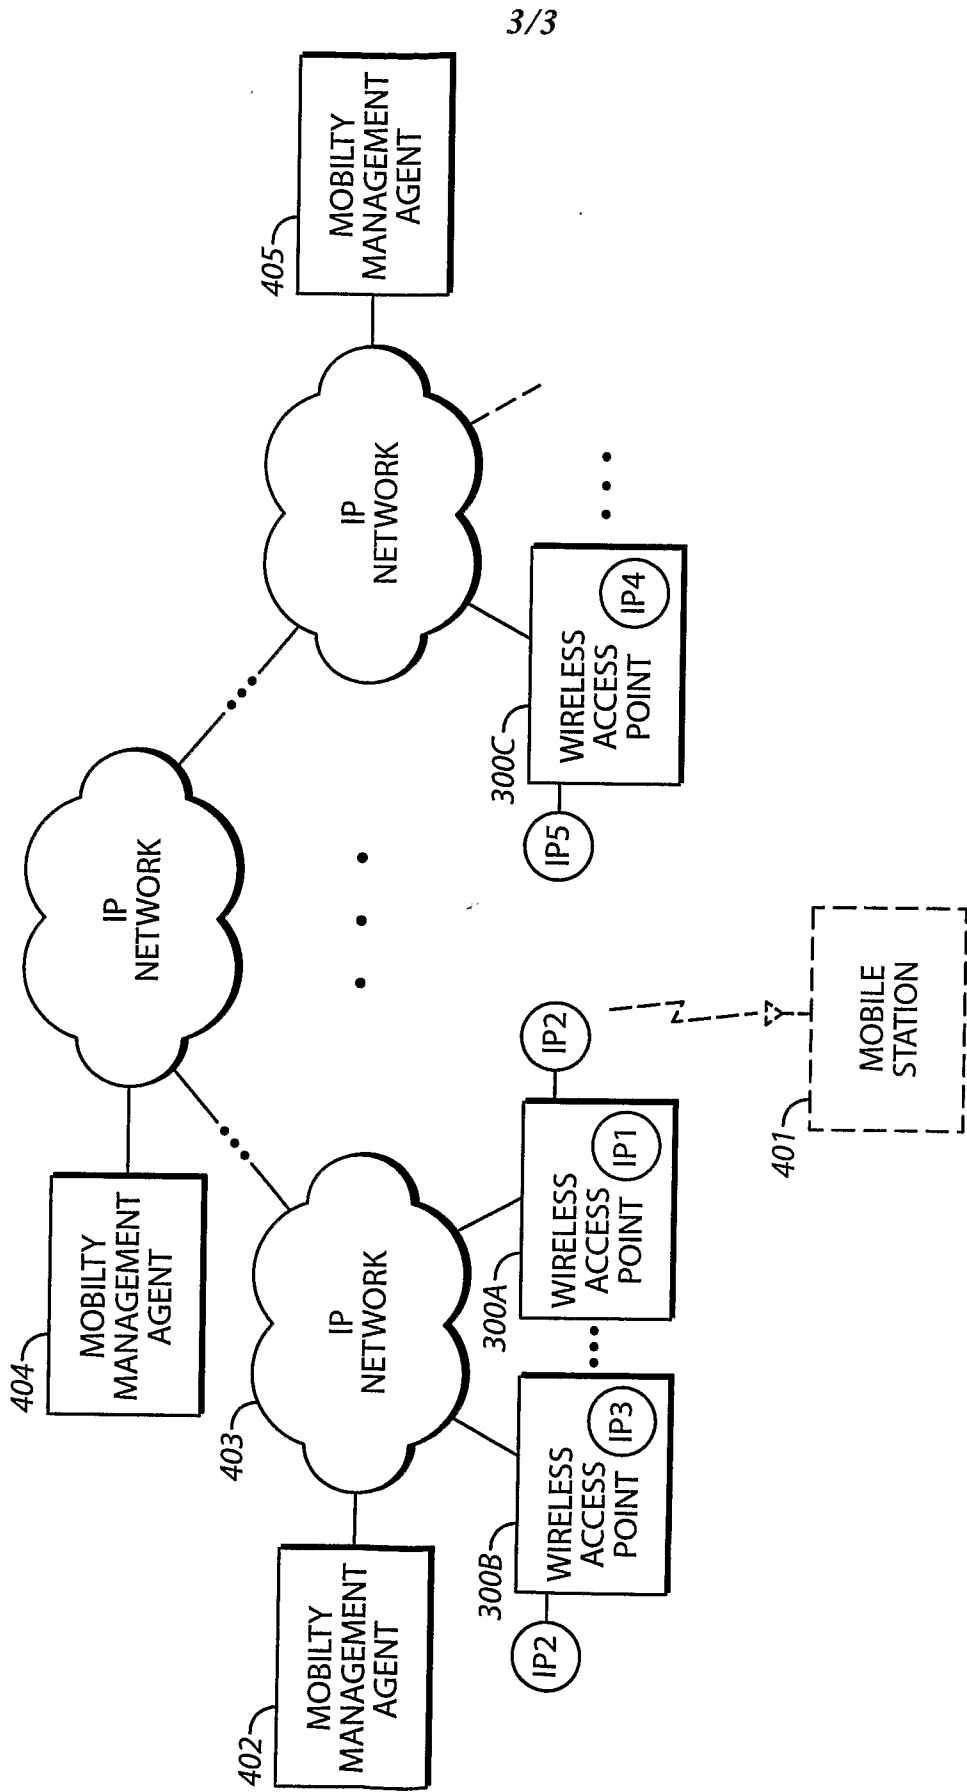 3/3
404
MOBILTY
MANAGEMENT
AGENT
IP
NETWORK
402
MOBILTY
MANAGEMENT
AGENT
403
IP
NETWORK
IP
NETWORK
405
MOBILTY
MANAGEMENT
AGENT
IP2
300B
WIRELESS
ACCESS
POINT
IP3
300A
WIRELESS
ACCESS
POINT
IP1
IP2
IP5
300C
WIRELESS
ACCESS
POINT
IP4
401
MOBILE
STATION